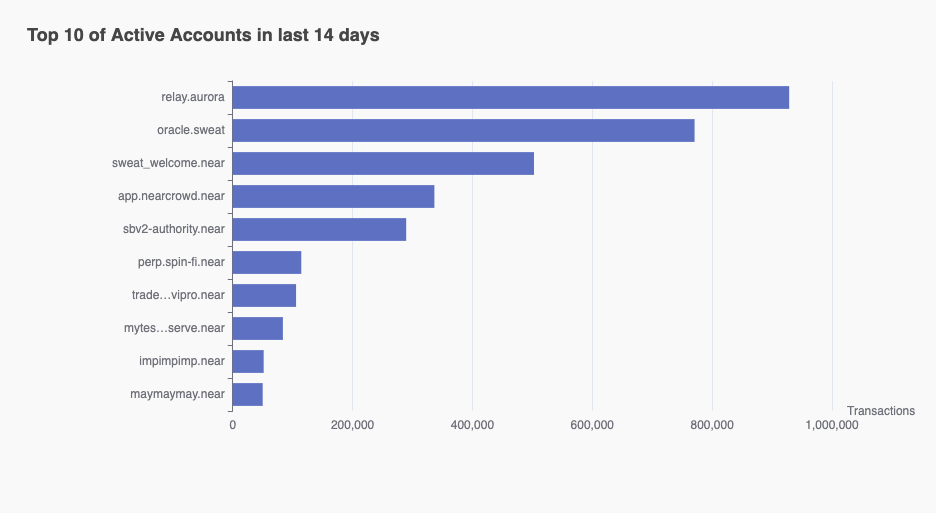 Top 10 of Active Accounts in last 14 days
relay.aurora
oracle.sweat
sweat_welcome.near
app.nearcrowd.near
sbv2-authority.near
perp.spin-fi.near
trade…vipro.near
mytes…serve.near
impimpimp.near
maymaymay.near
Transactions
0 200,000 400,000 600,000 800,000 1,000,000